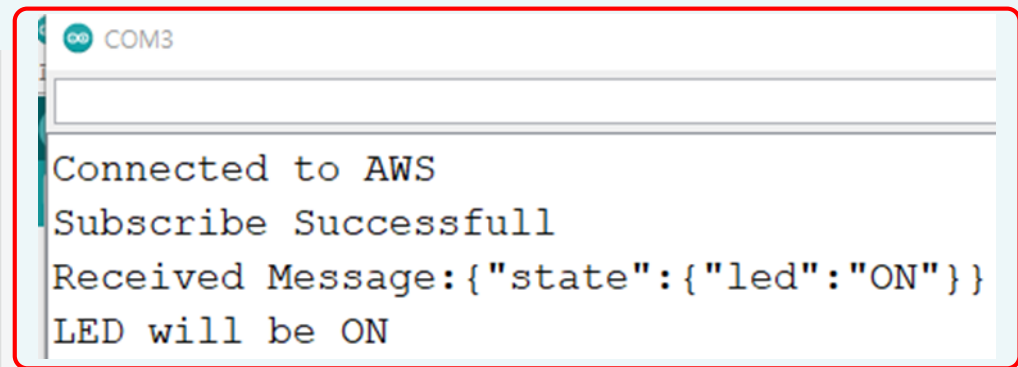 COM3
Connected to AWS
Subscribe Successfull
Received Message:{"state":{"led":"ON"}}
LED will be ON